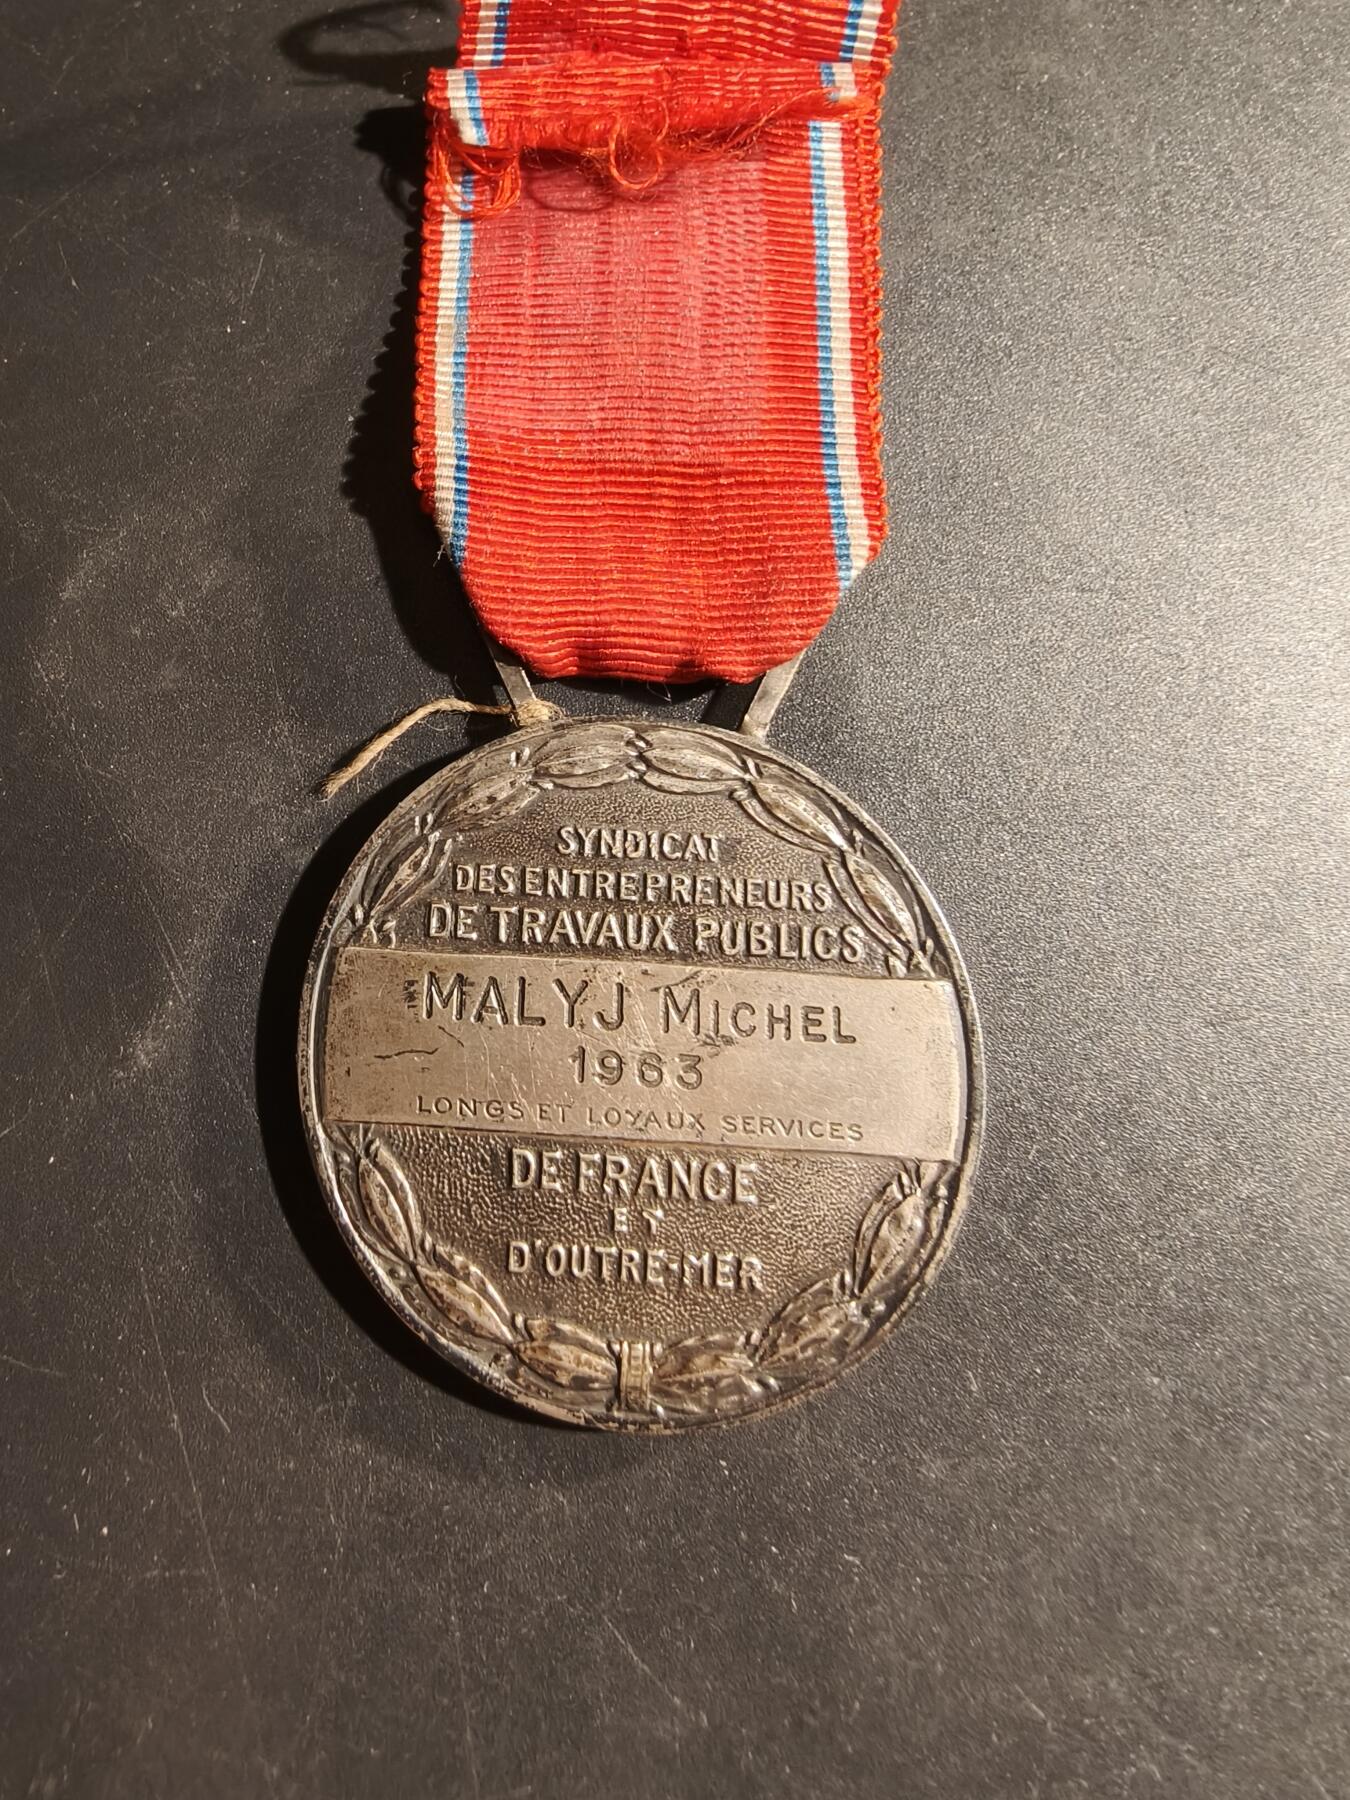 SYNDICAT
DES ENTREPRENEURS
DE TRAVAUX PUBLICS
MALYJ MICHEL
1963
LONGS ET LOYAUX SERVICES
DE FRANCE
ET
D'OUTRE-MER